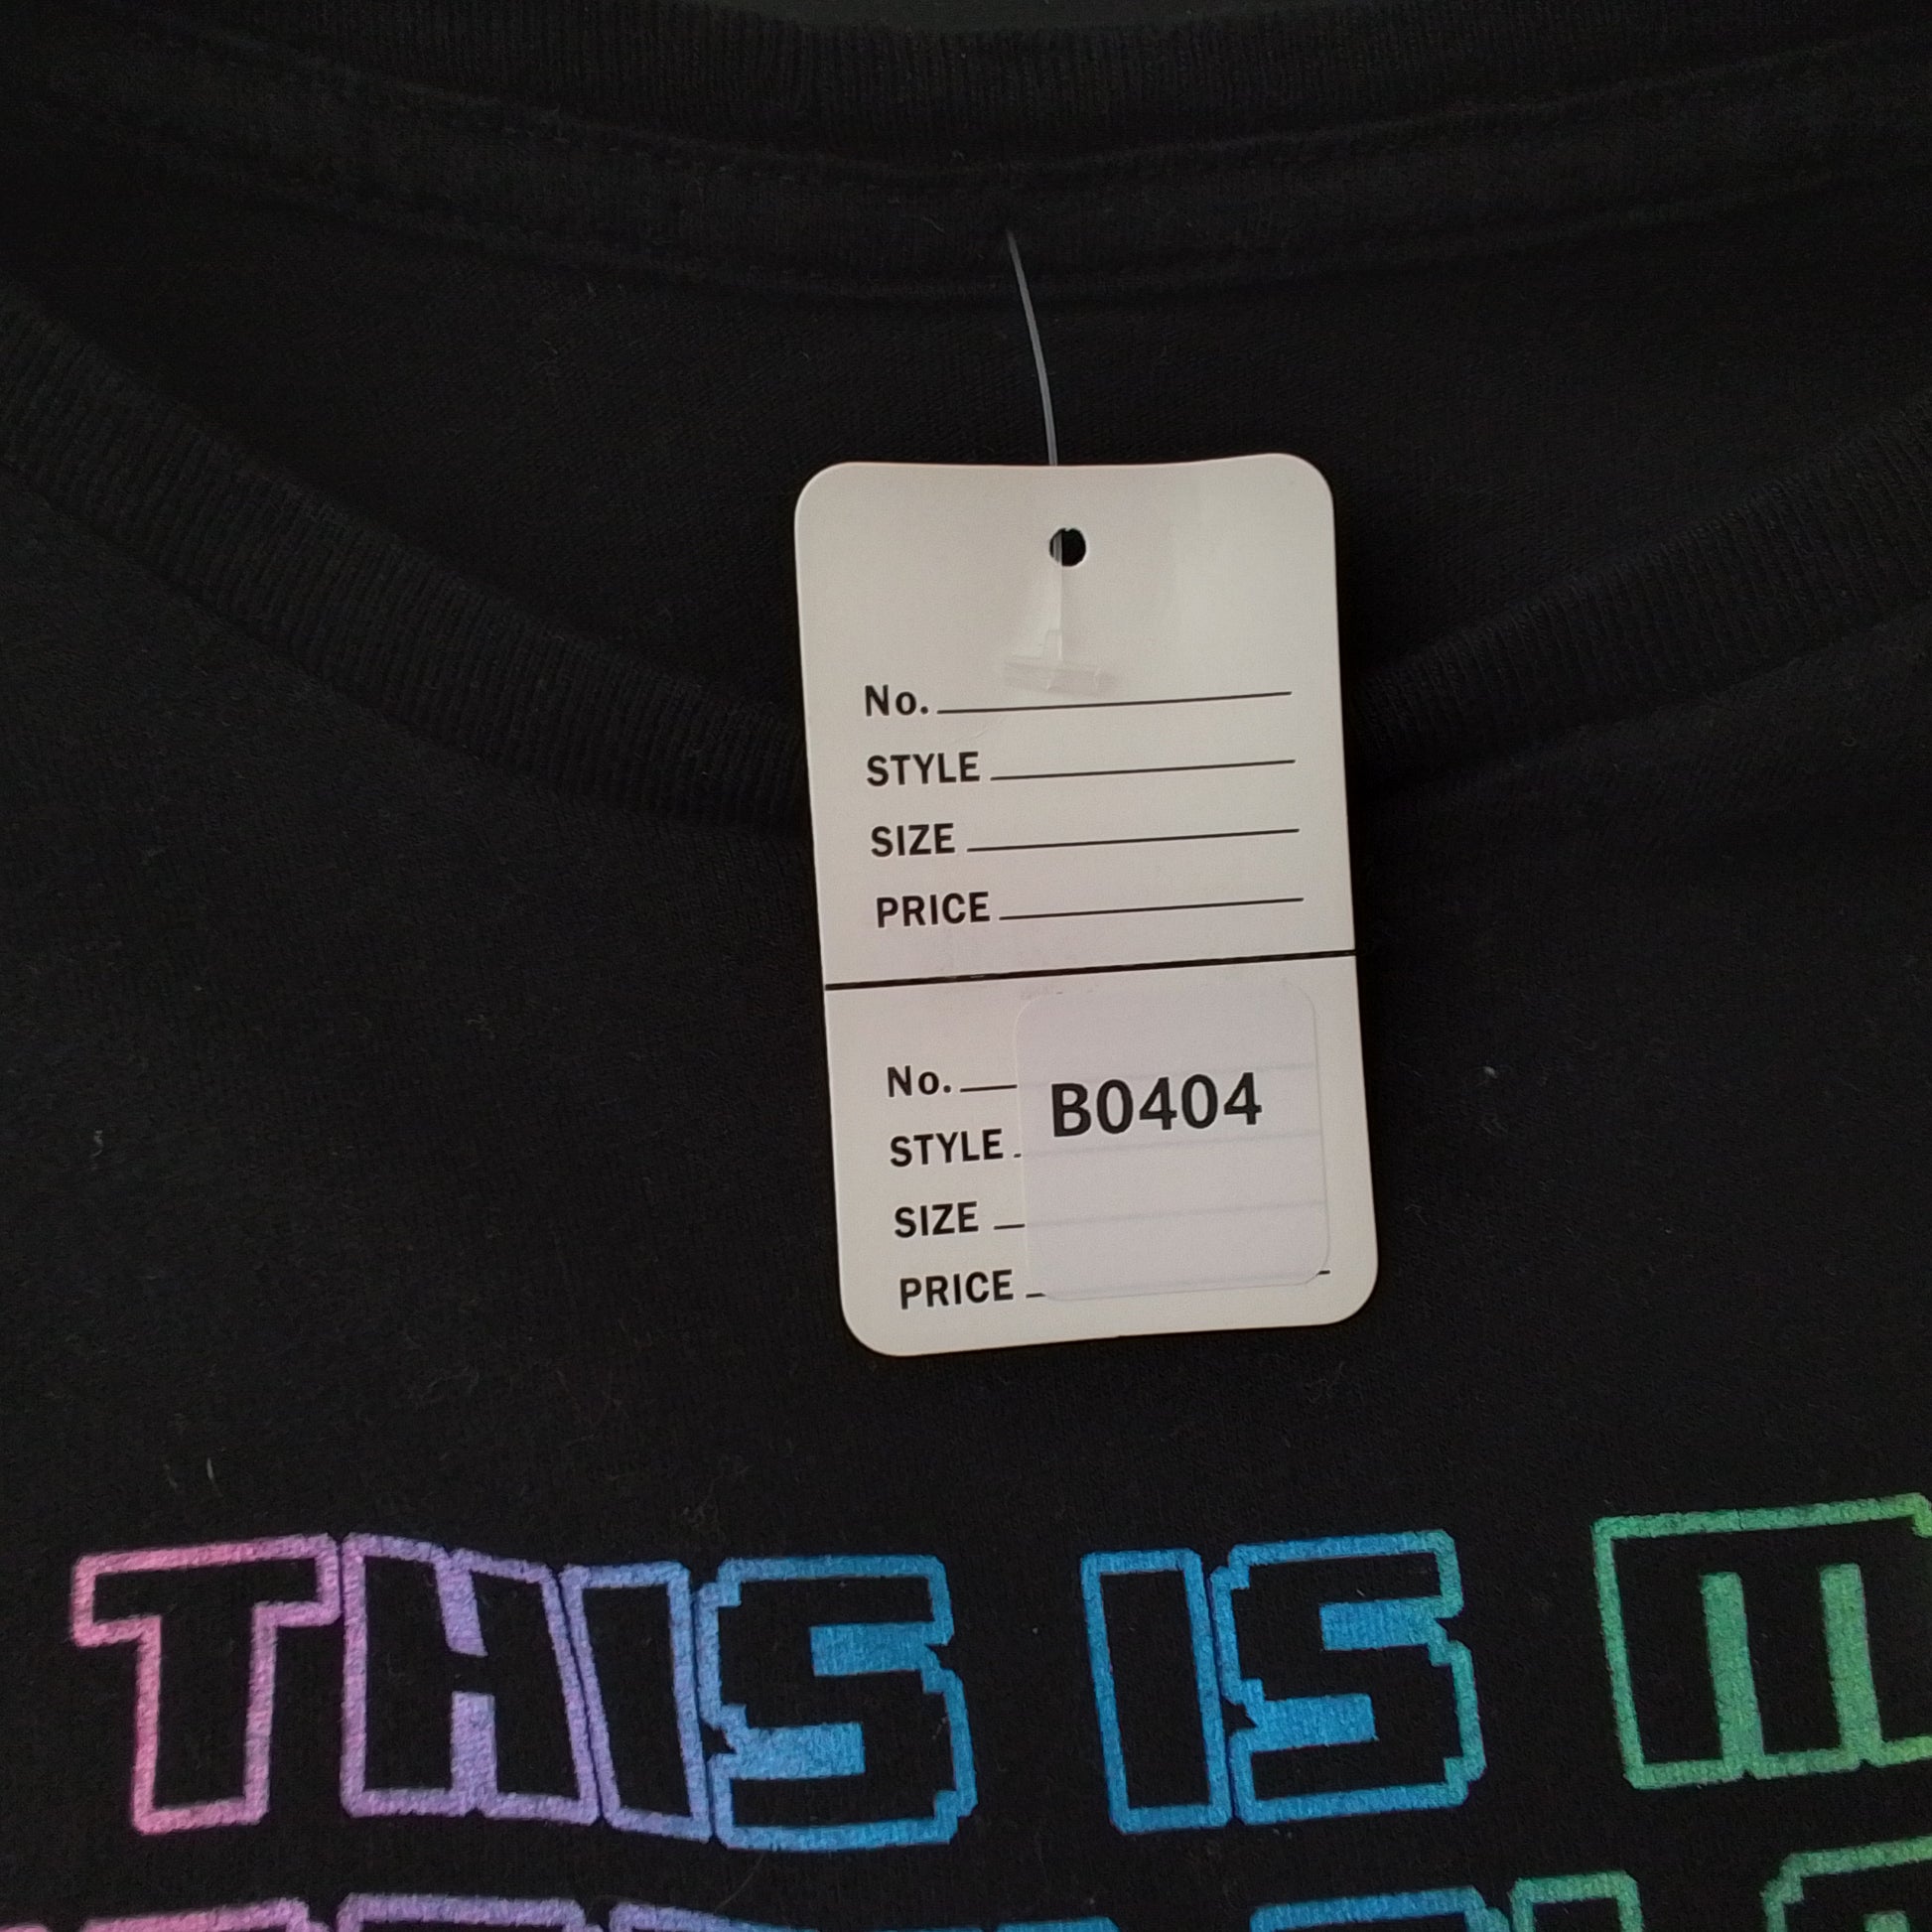 No.
STYLE
SIZE
PRICE
No.
B0404
STYLE
SIZE
PRICE
THIS IS M